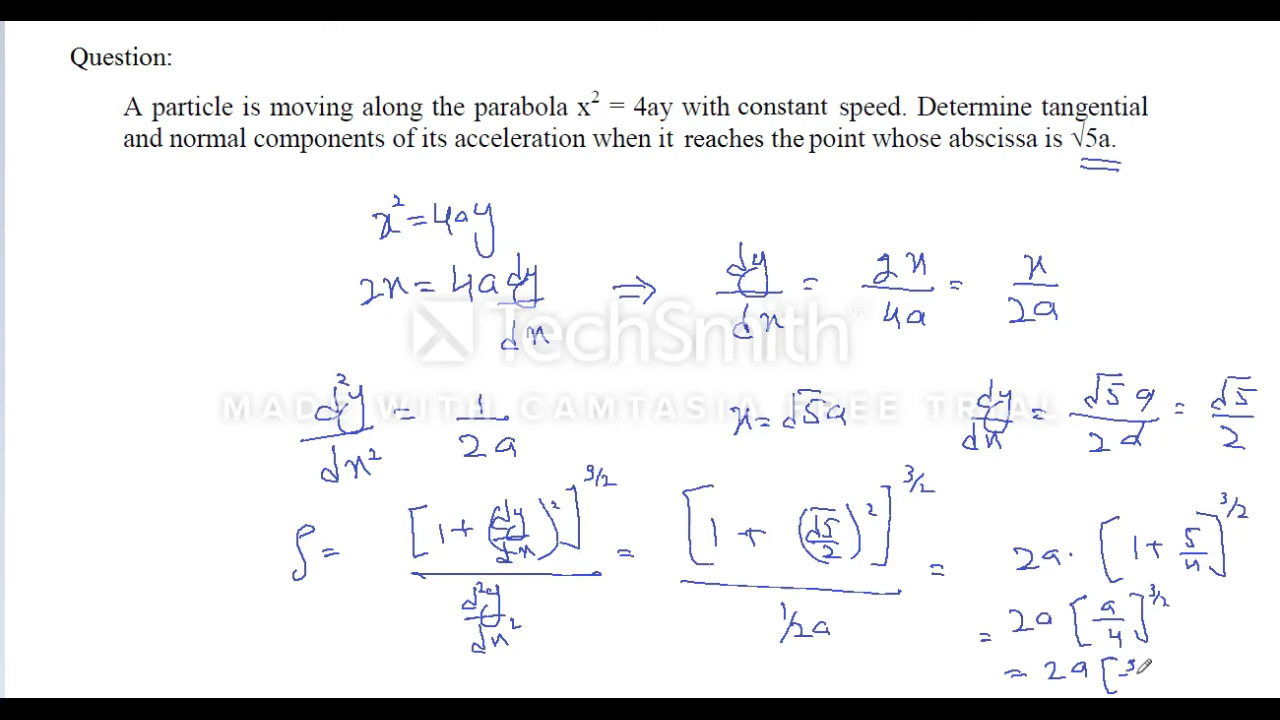 Question:
A particle is moving along the parabola x² = 4ay with constant speed. Determine tangential
and normal components of its acceleration when it reaches the point whose abscissa is √5a.
x² = 4ay
2x = 4a dy/dx ⇒ dy/dx = 2x/4a = x/2a
TechSmith®
MADE WITH CAMTASIA FREE TRIAL
d²y/dx² = 1/2a x = √5a dy/dx = √5a/2a = √5/2
ρ = [1 + (dy/dx)²]^3/2 / d²y/dx² = [1 + (√5/2)²]^3/2 / 1/2a = 2a · [1 + 5/4]^3/2
= 2a [9/4]^3/2
= 2a [3